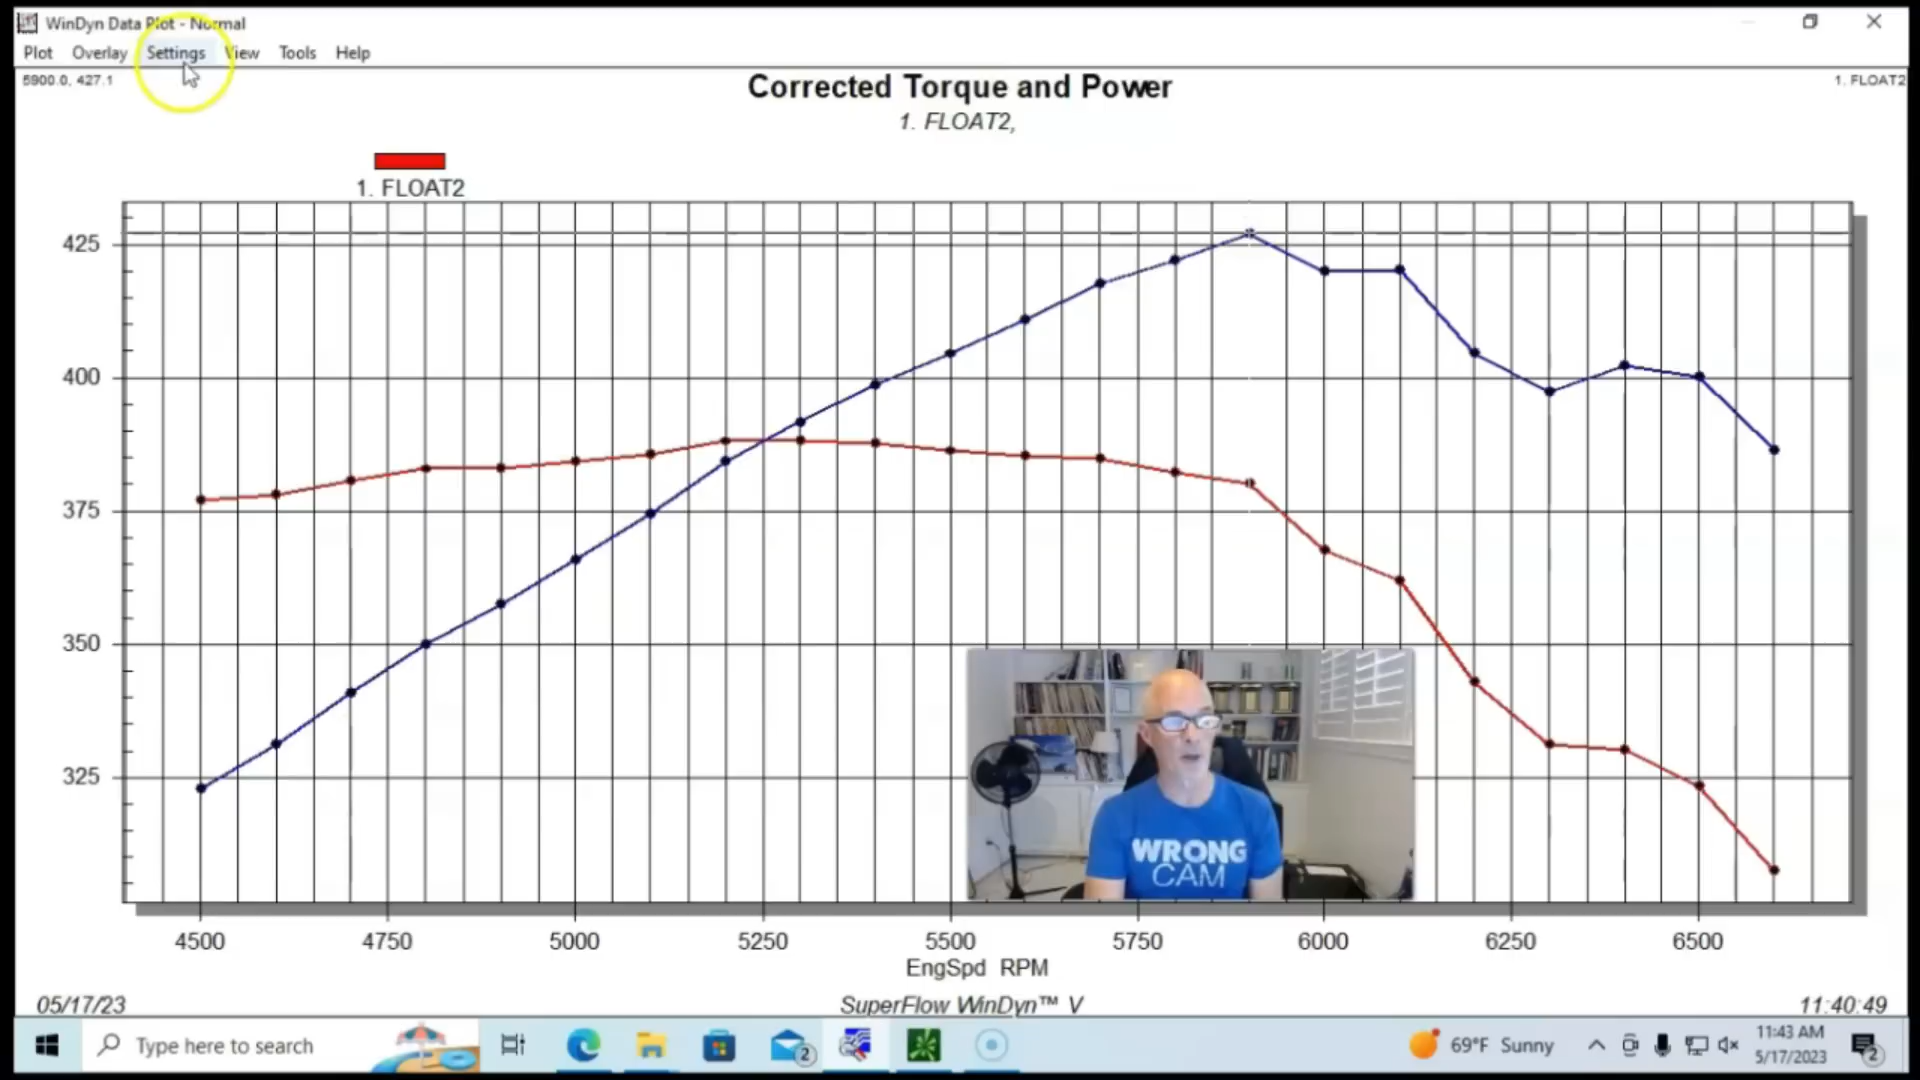 WinDyn Data Plot - Normal
Plot Overlay Settings View Tools Help
5900.0, 427.1
1. FLOAT2
Corrected Torque and Power
1. FLOAT2,
1. FLOAT2
425
400
375
350
325
WRONG
CAM
4500 4750 5000 5250 5500 5750 6000 6250 6500
EngSpd RPM
05/17/23 SuperFlow WinDyn™ V 11:40:49
Type here to search
2
69°F Sunny
11:43 AM
5/17/2023
2